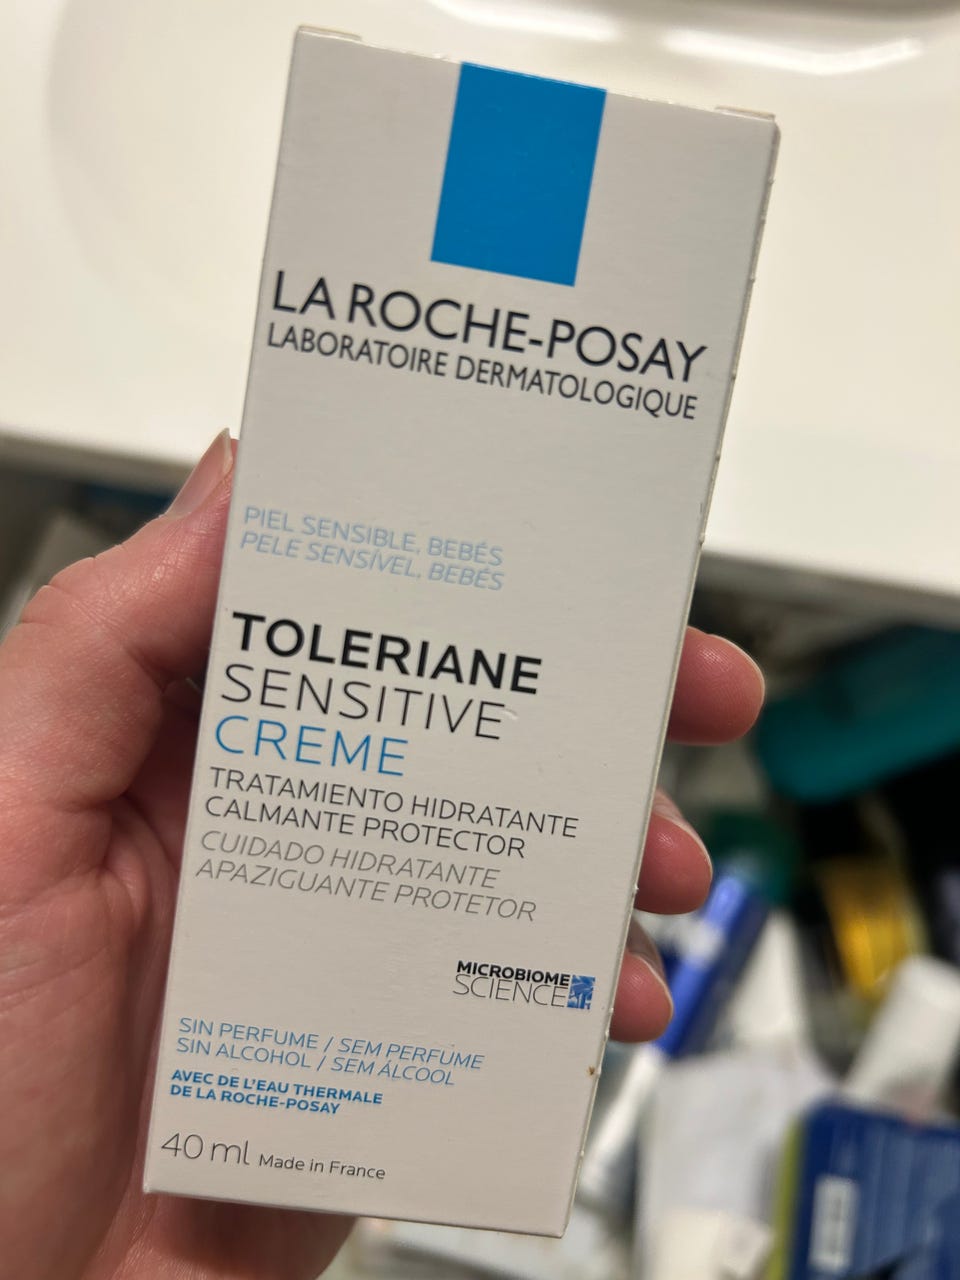 LA ROCHE-POSAY
LABORATOIRE DERMATOLOGIQUE
PIEL SENSIBLE, BEBÉS
PELE SENSÍVEL, BEBÉS
TOLERIANE
SENSITIVE
CREME
TRATAMIENTO HIDRATANTE
CALMANTE PROTECTOR
CUIDADO HIDRATANTE
APAZIGUANTE PROTETOR
MICROBIOME
SCIENCE
SIN PERFUME / SEM PERFUME
SIN ALCOHOL / SEM ÁLCOOL
AVEC DE L'EAU THERMALE
DE LA ROCHE-POSAY
40 ml Made in France